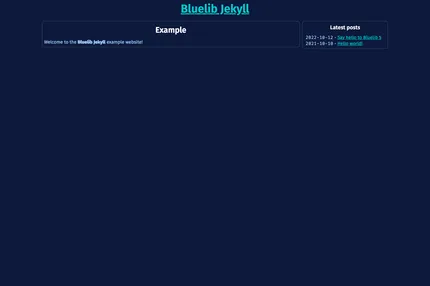 Bluelib Jekyll
Example
Welcome to the Bluelib Jekyll example website!
Latest posts
2022-10-12 - Say hello to Bluelib 5
2021-10-10 - Hello world!